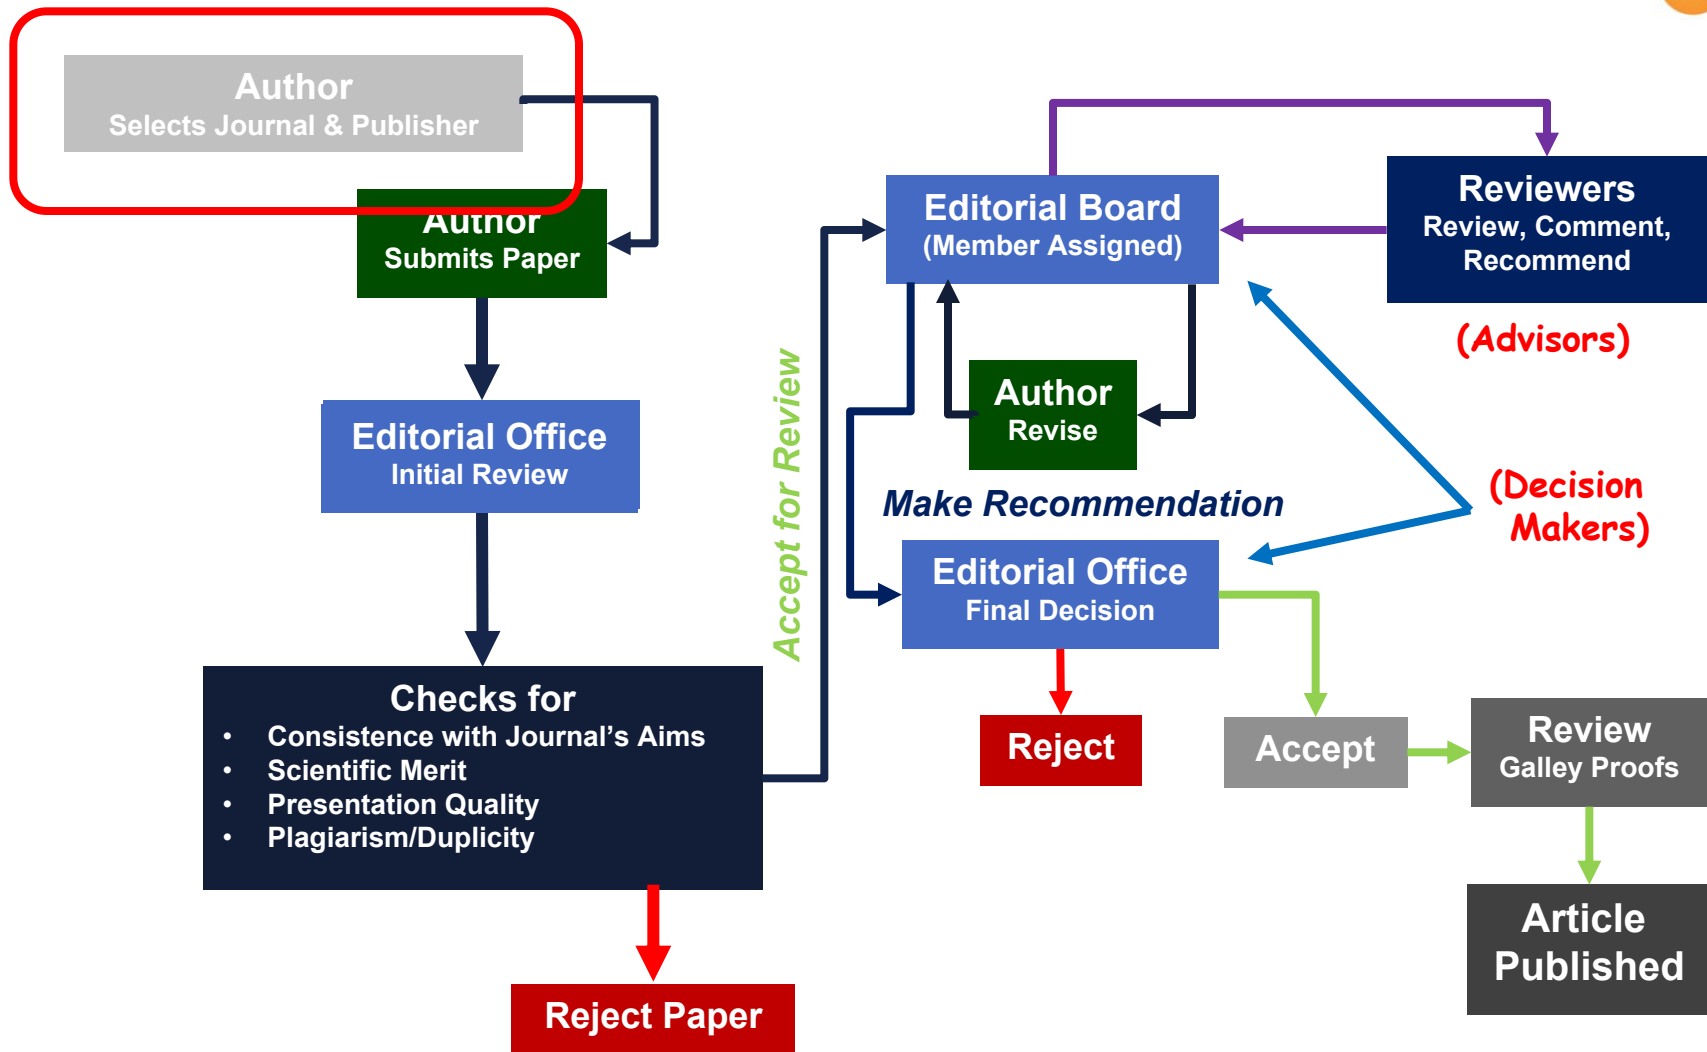 Author
Selects Journal & Publisher
Author
Submits Paper
Editorial Office
Initial Review
Checks for
• Consistence with Journal's Aims
• Scientific Merit
• Presentation Quality
• Plagiarism/Duplicity
Reject Paper
Accept for Review
Editorial Board
(Member Assigned)
Reviewers
Review, Comment,
Recommend
(Advisors)
Author
Revise
(Decision
Makers)
Make Recommendation
Editorial Office
Final Decision
Reject
Accept
Review
Galley Proofs
Article
Published